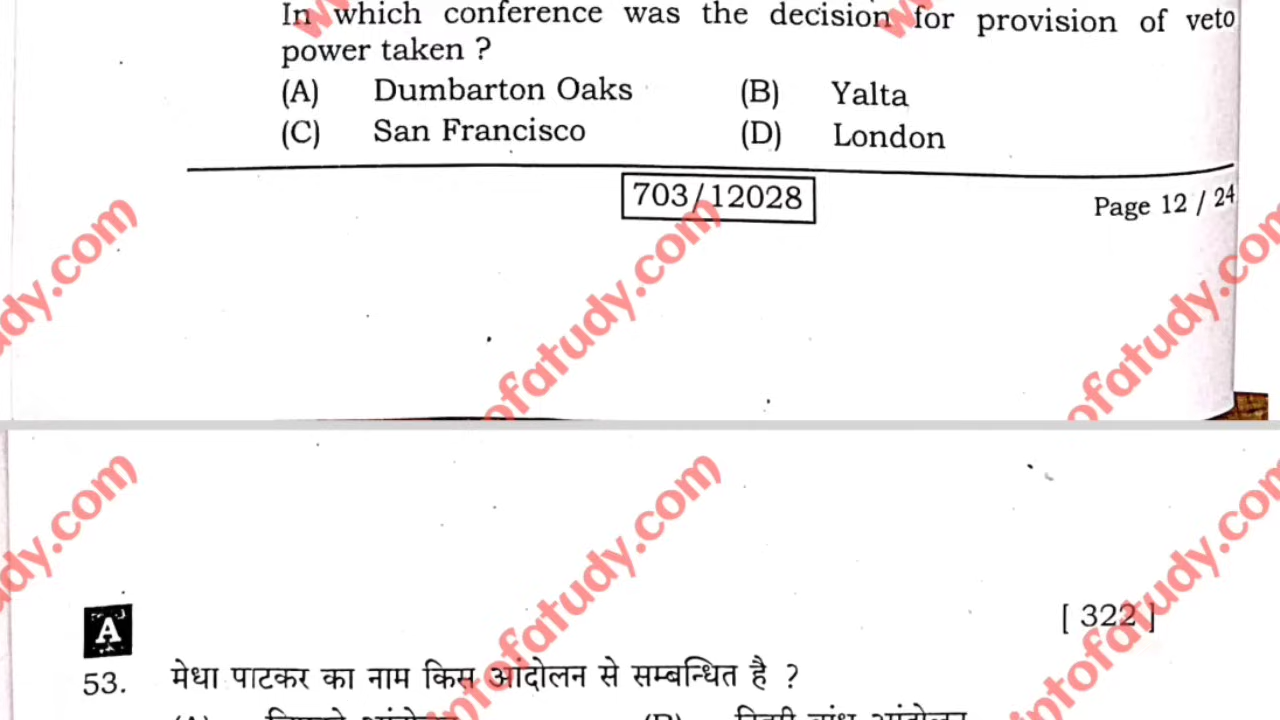 In which conference was the decision for provision of veto
power taken ?
(A) Dumbarton Oaks (B) Yalta
(C) San Francisco (D) London
703/12028
Page 12 / 24
A
[ 322 ]
53. मेधा पाटकर का नाम किस आंदोलन से सम्बन्धित है ?